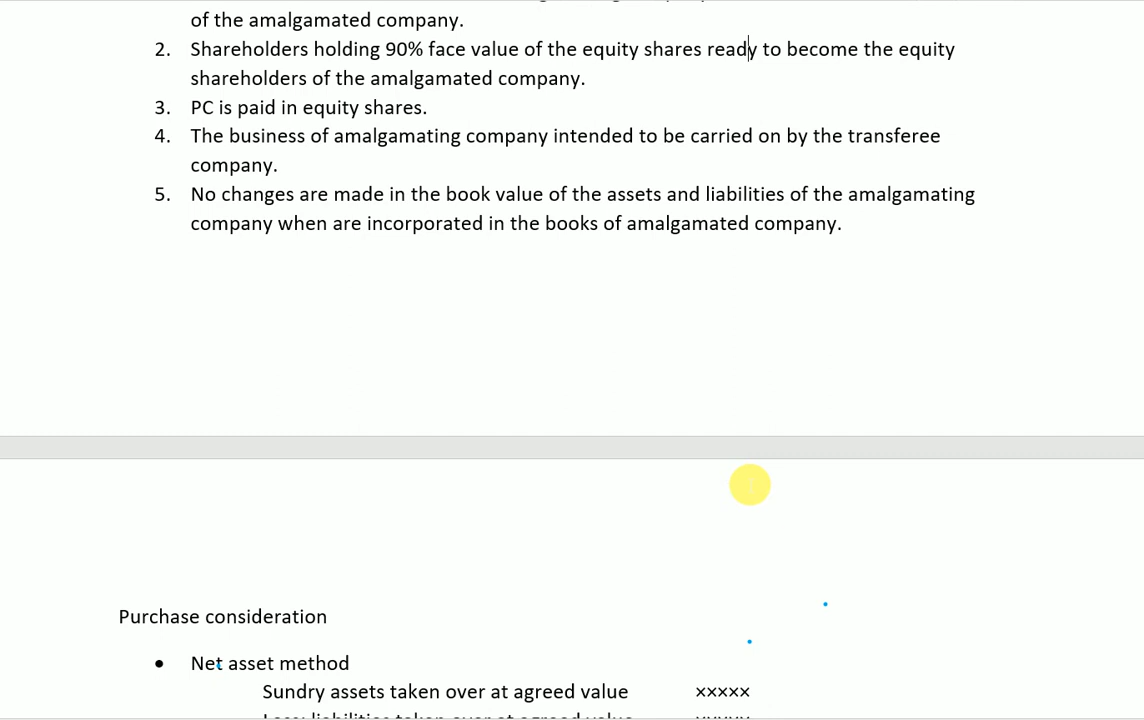 of the amalgamated company.
2. Shareholders holding 90% face value of the equity shares ready to become the equity
shareholders of the amalgamated company.
3. PC is paid in equity shares.
4. The business of amalgamating company intended to be carried on by the transferee
company.
5. No changes are made in the book value of the assets and liabilities of the amalgamating
company when are incorporated in the books of amalgamated company.
Purchase consideration
• Net asset method
Sundry assets taken over at agreed value xxxxx